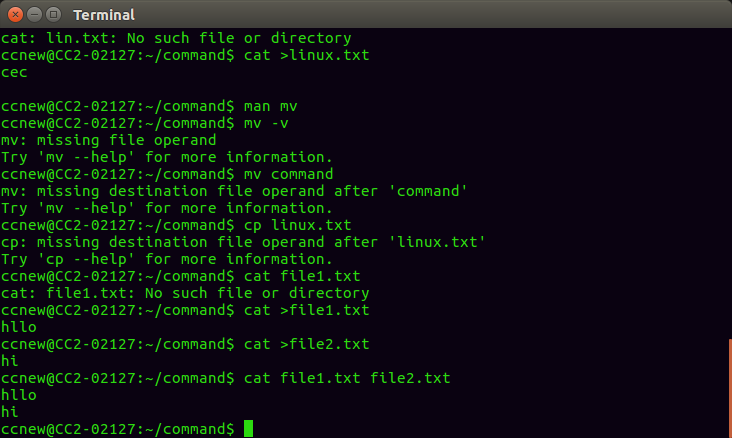 Terminal
cat: lin.txt: No such file or directory
ccnew@CC2-02127:~/command$ cat >linux.txt
cec
ccnew@CC2-02127:~/command$ man mv
ccnew@CC2-02127:~/command$ mv -v
mv: missing file operand
Try 'mv --help' for more information.
ccnew@CC2-02127:~/command$ mv command
mv: missing destination file operand after 'command'
Try 'mv --help' for more information.
ccnew@CC2-02127:~/command$ cp linux.txt
cp: missing destination file operand after 'linux.txt'
Try 'cp --help' for more information.
ccnew@CC2-02127:~/command$ cat file1.txt
cat: file1.txt: No such file or directory
ccnew@CC2-02127:~/command$ cat >file1.txt
hllo
ccnew@CC2-02127:~/command$ cat >file2.txt
hi
ccnew@CC2-02127:~/command$ cat file1.txt file2.txt
hllo
hi
ccnew@CC2-02127:~/command$